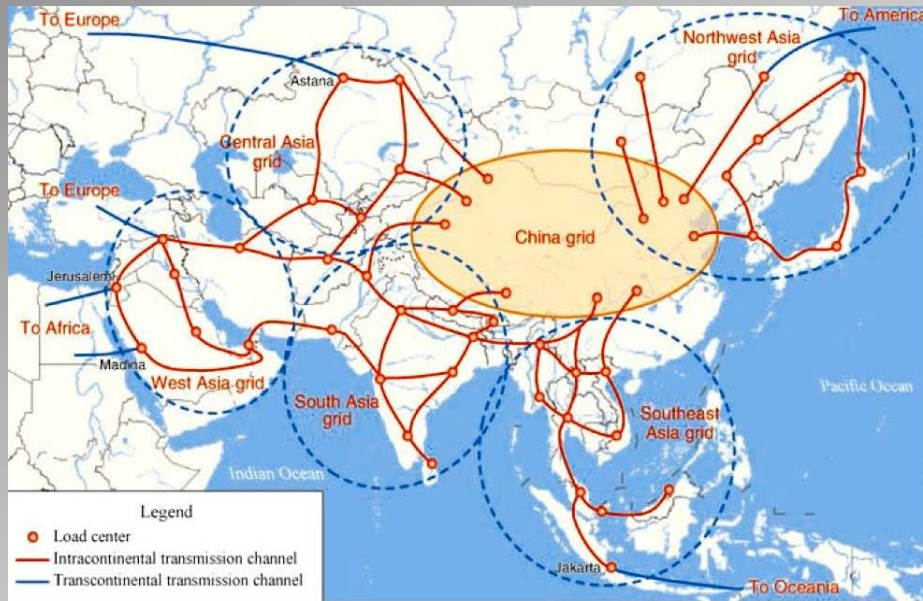 To Europe
To America
Northwest Asia
grid
Astana
Central Asia
grid
To Europe
China grid
Jerusalem
To Africa
Madina
West Asia grid
South Asia
grid
Southeast
Asia grid
Pacific Ocean
Indian Ocean
Jakarta
To Oceania
Legend
Load center
Intracontinental transmission channel
Transcontinental transmission channel